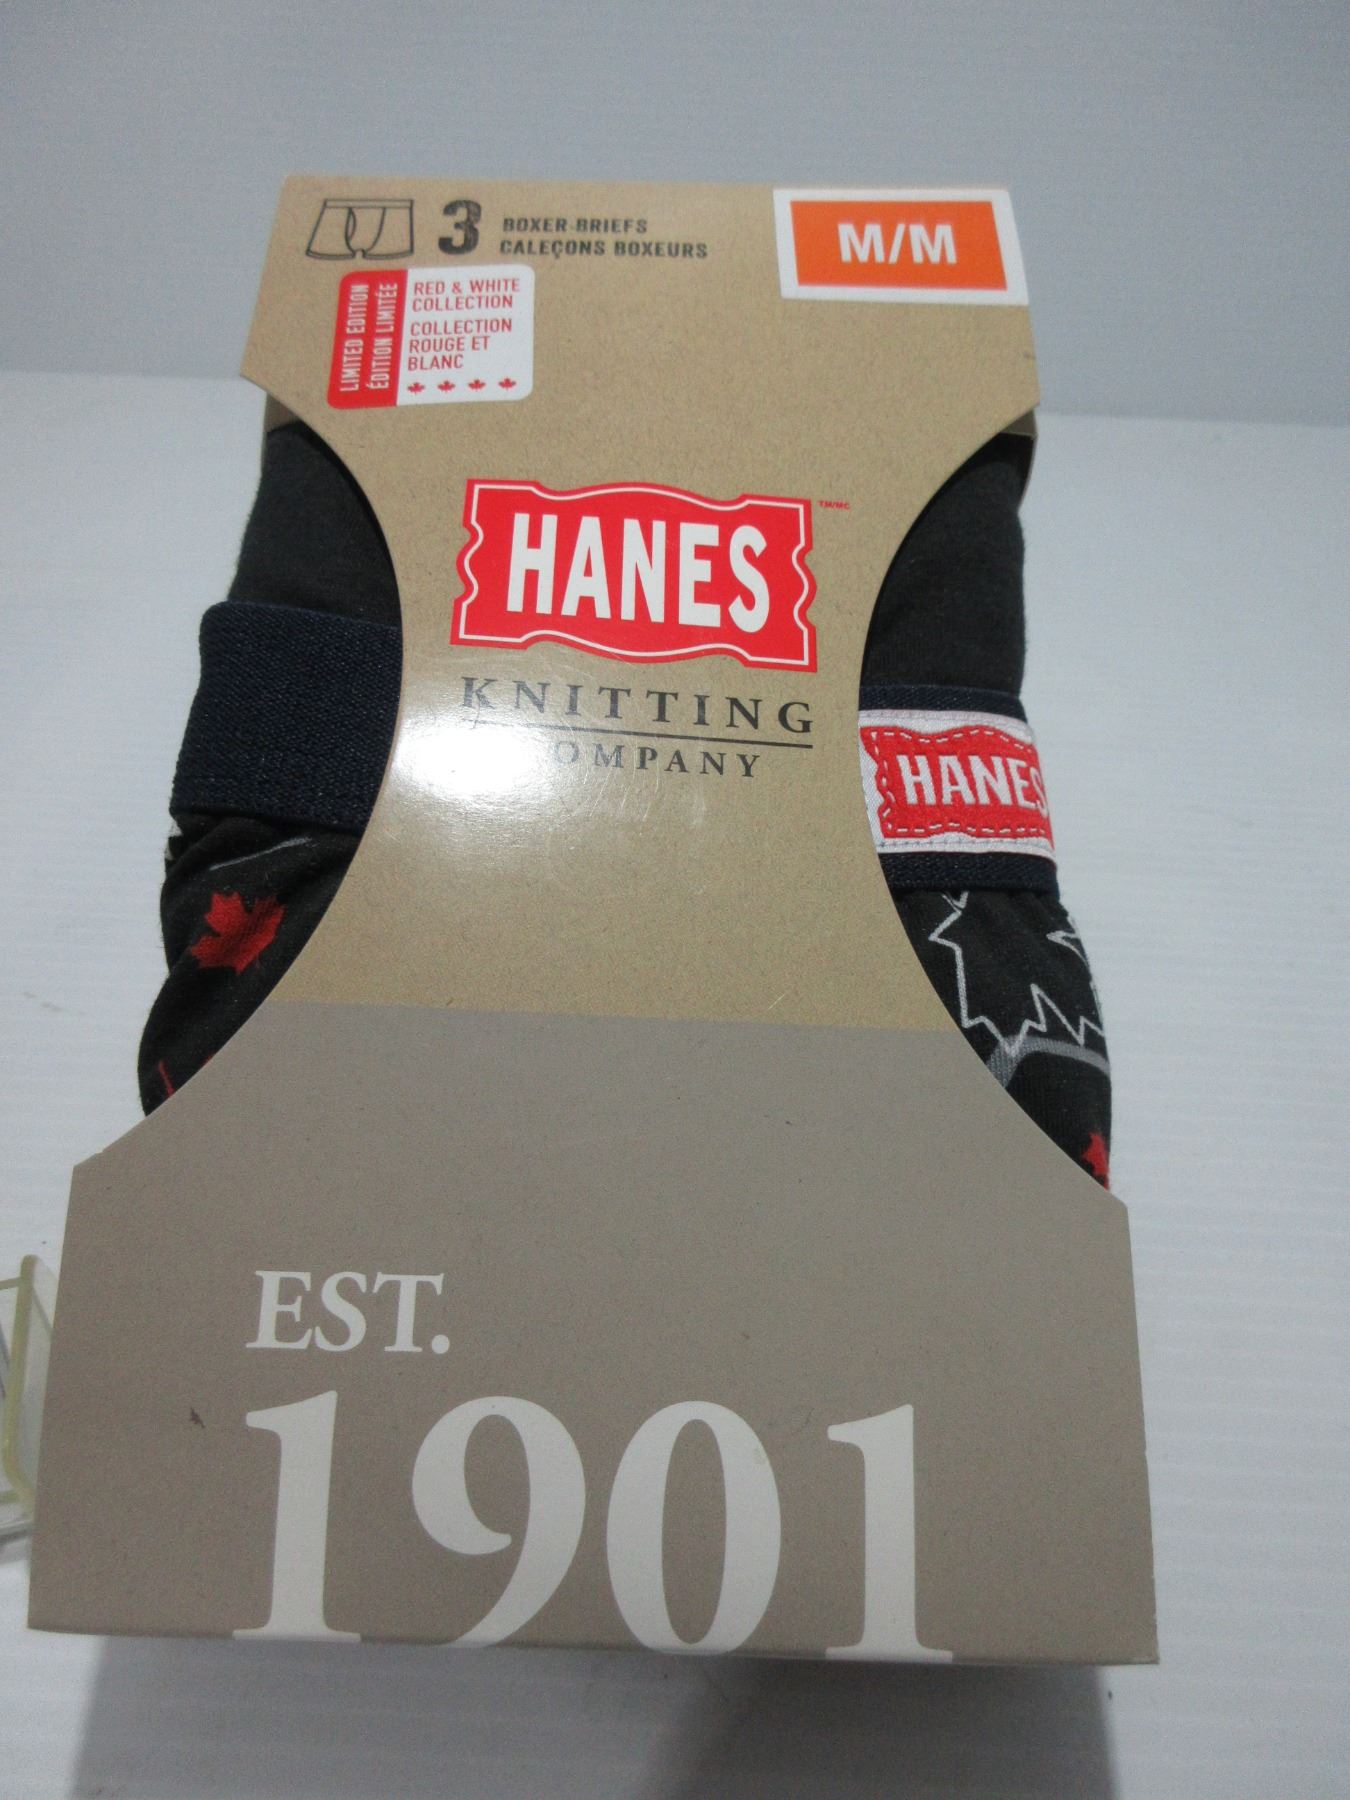 3
BOXER-BRIEFS
CALEÇONS BOXEURS
M/M
LIMITED EDITION
ÉDITION LIMITÉE
RED & WHITE
COLLECTION
COLLECTION
ROUGE ET
BLANC
HANES
TM/MC
KNITTING
COMPANY
HANES
EST.
1901